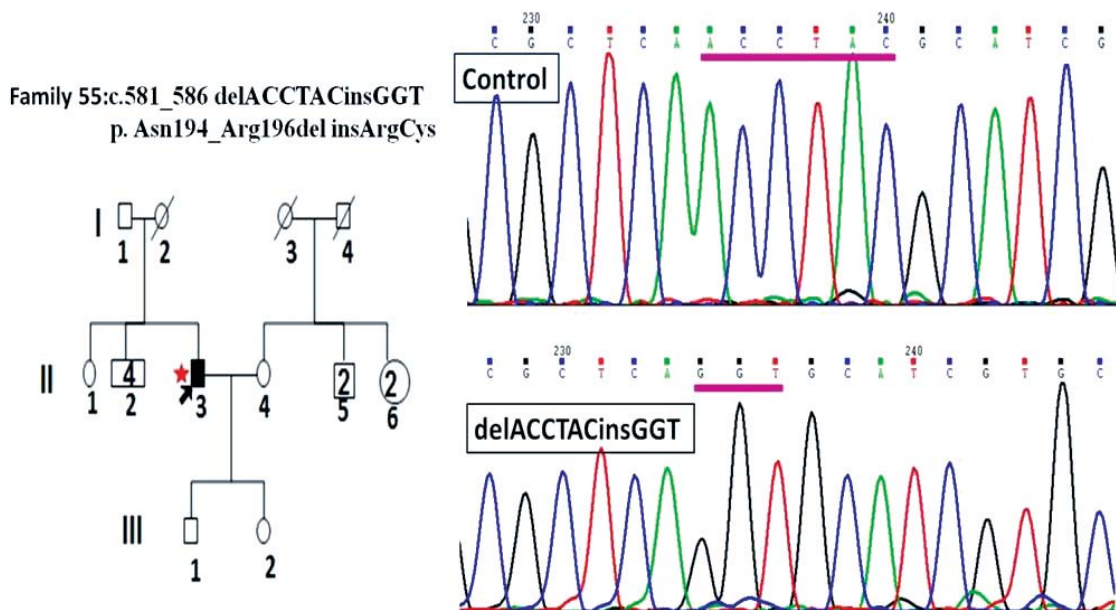 Family 55:c.581_586 delACCTACinsGGT
p. Asn194_Arg196del insArgCys
I
1 2 3 4
II
4 2 2
1 2 3 4 5 6
III
1 2
230 240
C G C T C A A C C T A C G C A T C G
Control
230 240
C G C T C A G G T G C A T C G T G C
delACCTACinsGGT